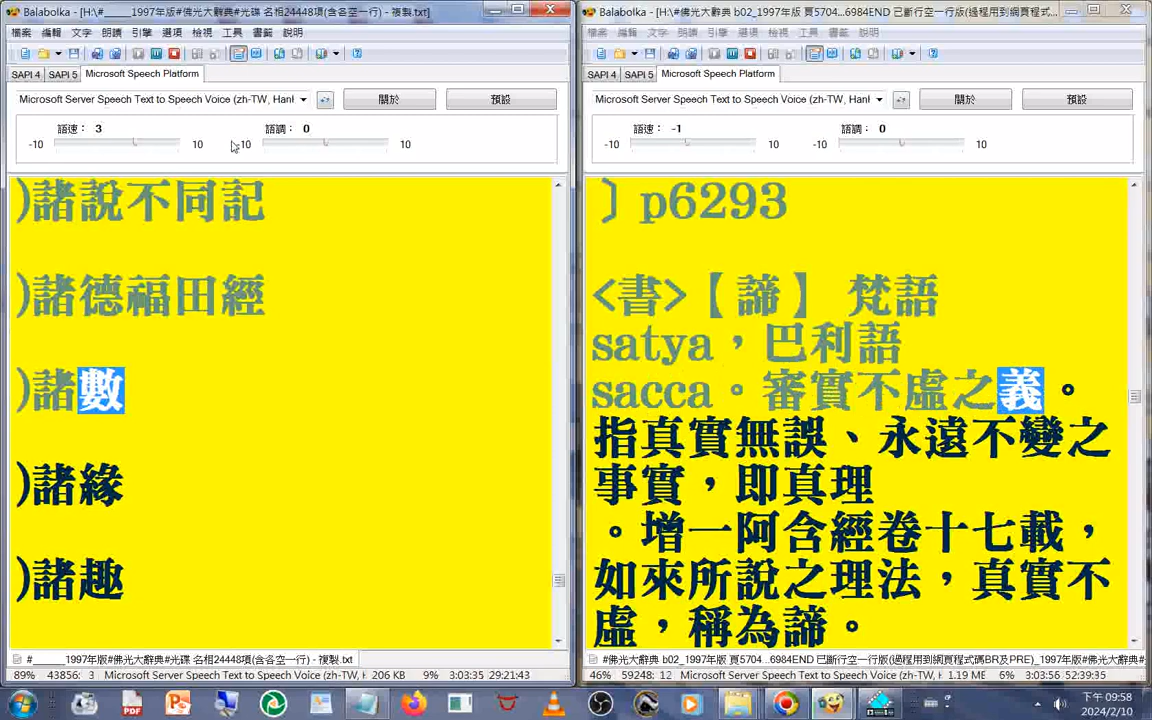 Balabolka - [H:\#_____1997年版#佛光大辭典#光碟 名相24448項(含各空一行) - 複製.txt]
檔案 編輯 文字 朗讀 引擎 選項 檢視 工具 書籤 說明
SAPI 4 SAPI 5 Microsoft Speech Platform
Microsoft Server Speech Text to Speech Voice (zh-TW, Hanl 關於 預設
語速： 3 語調： 0
-10 10 -10 10
)諸說不同記
)諸德福田經
)諸數
)諸緣
)諸趣
#______1997年版#佛光大辭典#光碟 名相24448項(含各空一行) - 複製.txt
89% 43856: 3 Microsoft Server Speech Text to Speech Voice (zh-TW, H 206 KB 9% 3:03:35 29:21:43
Balabolka - [H:\#佛光大辭典 b02_1997年版 頁5704...6984END 已斷行空一行版(過程用到網頁程式...
檔案 編輯 文字 朗讀 引擎 選項 檢視 工具 書籤 說明
SAPI 4 SAPI 5 Microsoft Speech Platform
Microsoft Server Speech Text to Speech Voice (zh-TW, Hanl 關於 預設
語速： -1 語調： 0
-10 10 -10 10
〕p6293
<書>【諦】 梵語
satya，巴利語
sacca。審實不虛之義。
指真實無誤、永遠不變之
事實，即真理
。增一阿含經卷十七載，
如來所說之理法，真實不
虛，稱為諦。
#佛光大辭典 b02_1997年版 頁5704...6984END 已斷行空一行版(過程用到網頁程式碼BR及PRE)_1997年版#
46% 59248: 12 Microsoft Server Speech Text to Speech Voice (zh-TW, H 1.19 ME 6% 3:03:56 52:39:35
PDF
下午 09:58
2024/2/10